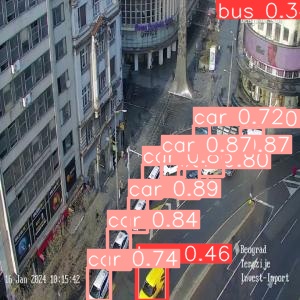 bus 0.3
car 0.720
car 0.87
0.87
car
0.80
car 0.89
car 0.84
car 0.74
0.46
16 Jan 2024 10:15:42
Beograd
Terazije
Invest-Import